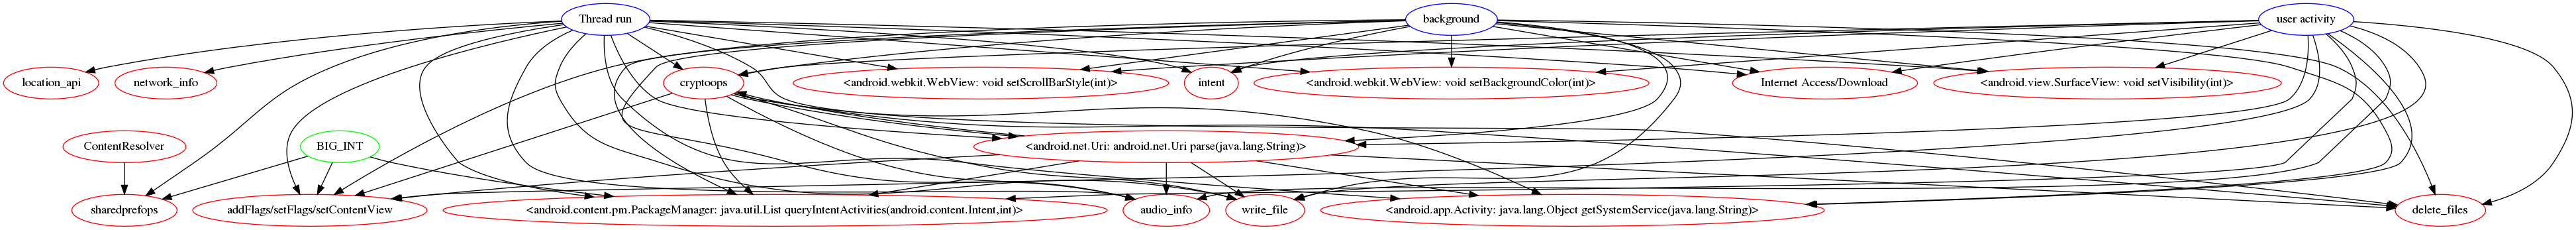 Thread run
background
user activity
location_api
network_info
cryptoops
<android.webkit.WebView: void setScrollBarStyle(int)>
intent
<android.webkit.WebView: void setBackgroundColor(int)>
Internet Access/Download
<android.view.SurfaceView: void setVisibility(int)>
ContentResolver
BIG_INT
<android.net.Uri: android.net.Uri parse(java.lang.String)>
sharedprefops
addFlags/setFlags/setContentView
<android.content.pm.PackageManager: java.util.List queryIntentActivities(android.content.Intent,int)>
audio_info
write_file
<android.app.Activity: java.lang.Object getSystemService(java.lang.String)>
delete_files